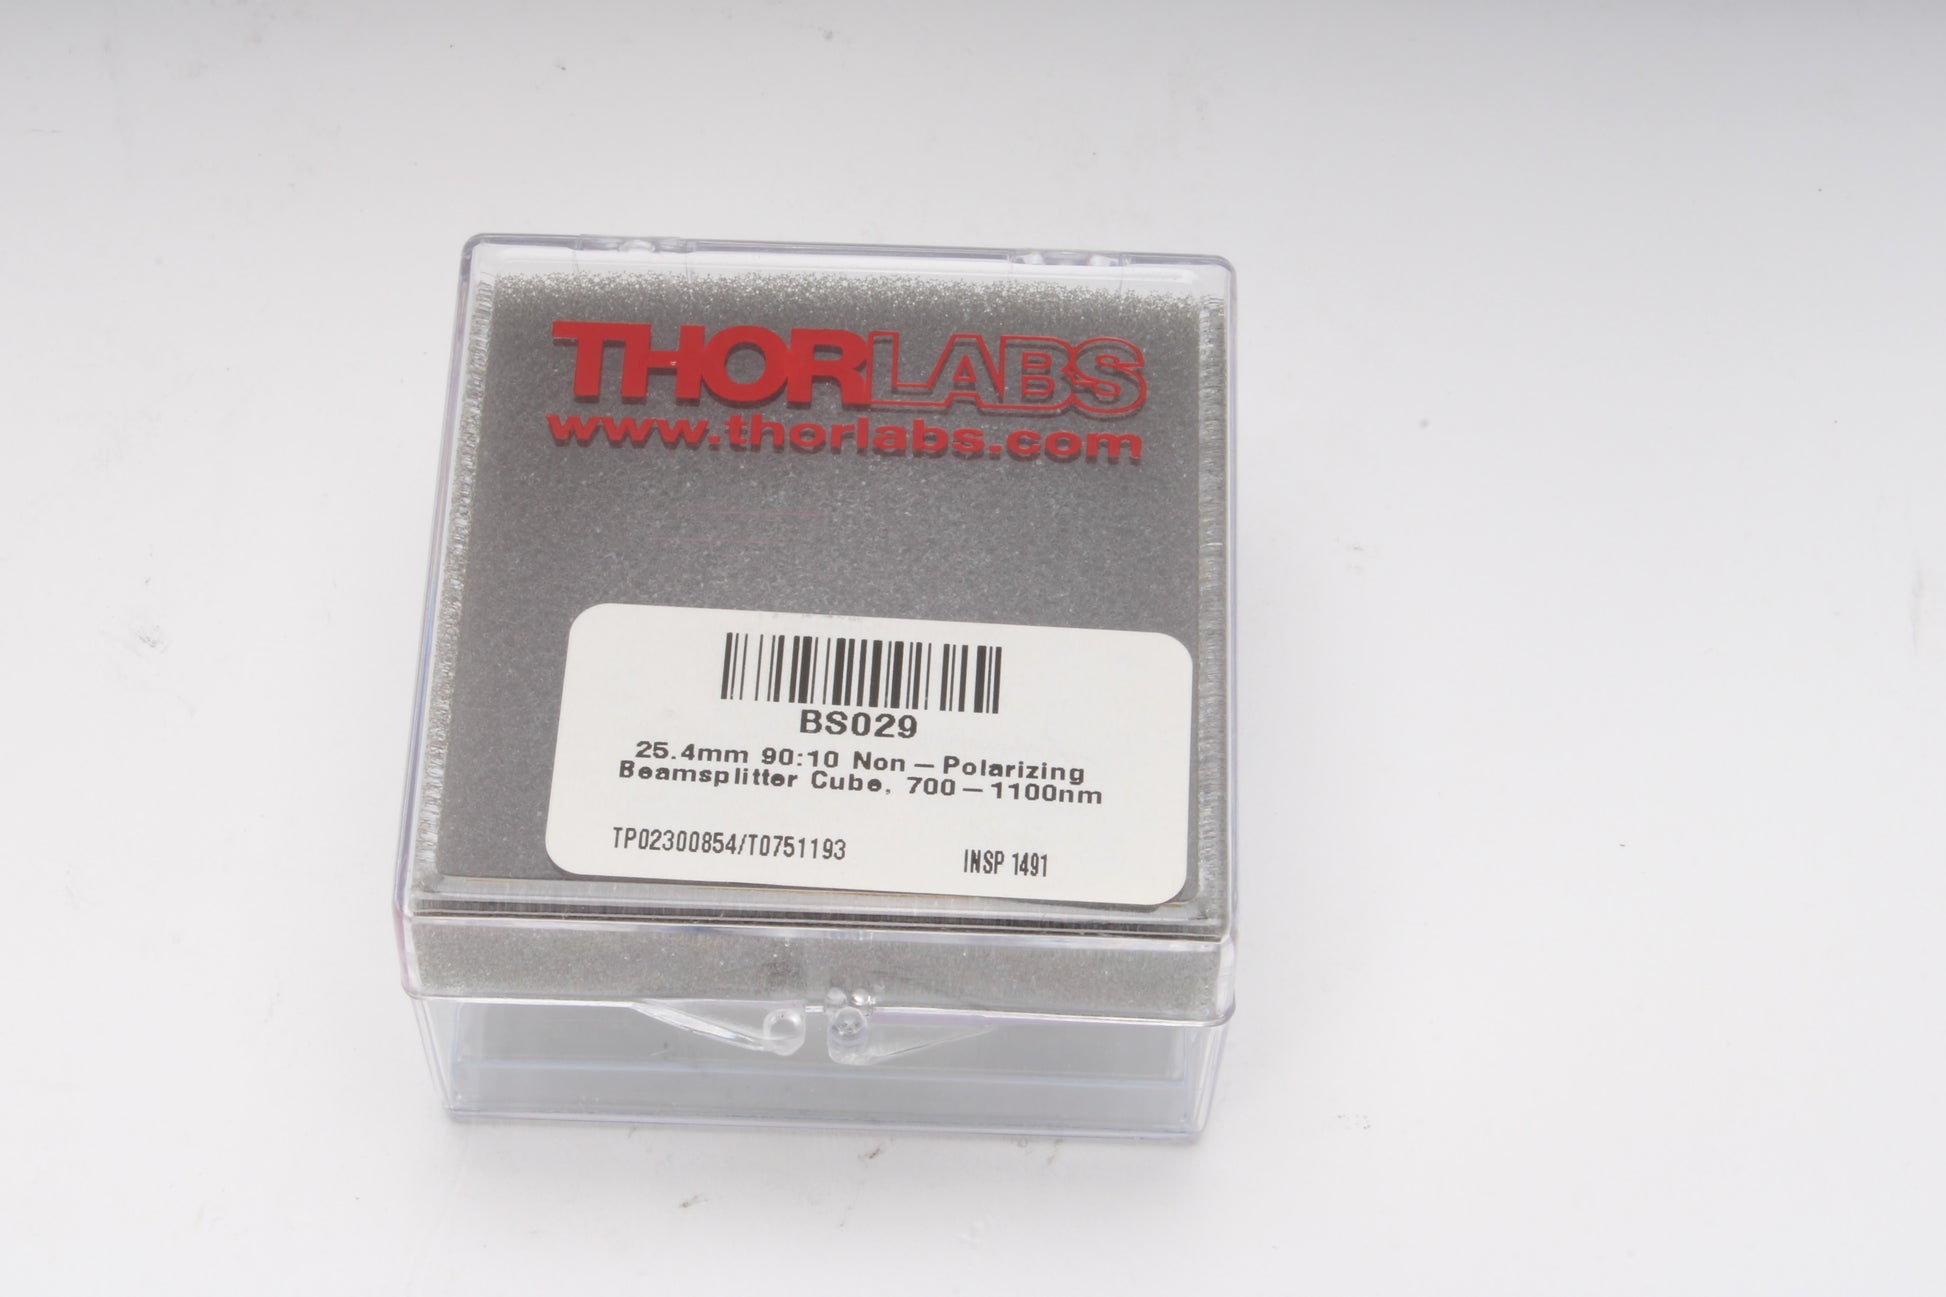 THORLABS
www.thorlabs.com
BS029
25.4mm 90:10 Non-Polarizing
Beamsplitter Cube, 700-1100nm
TP02300854/T0751193 INSP 1491